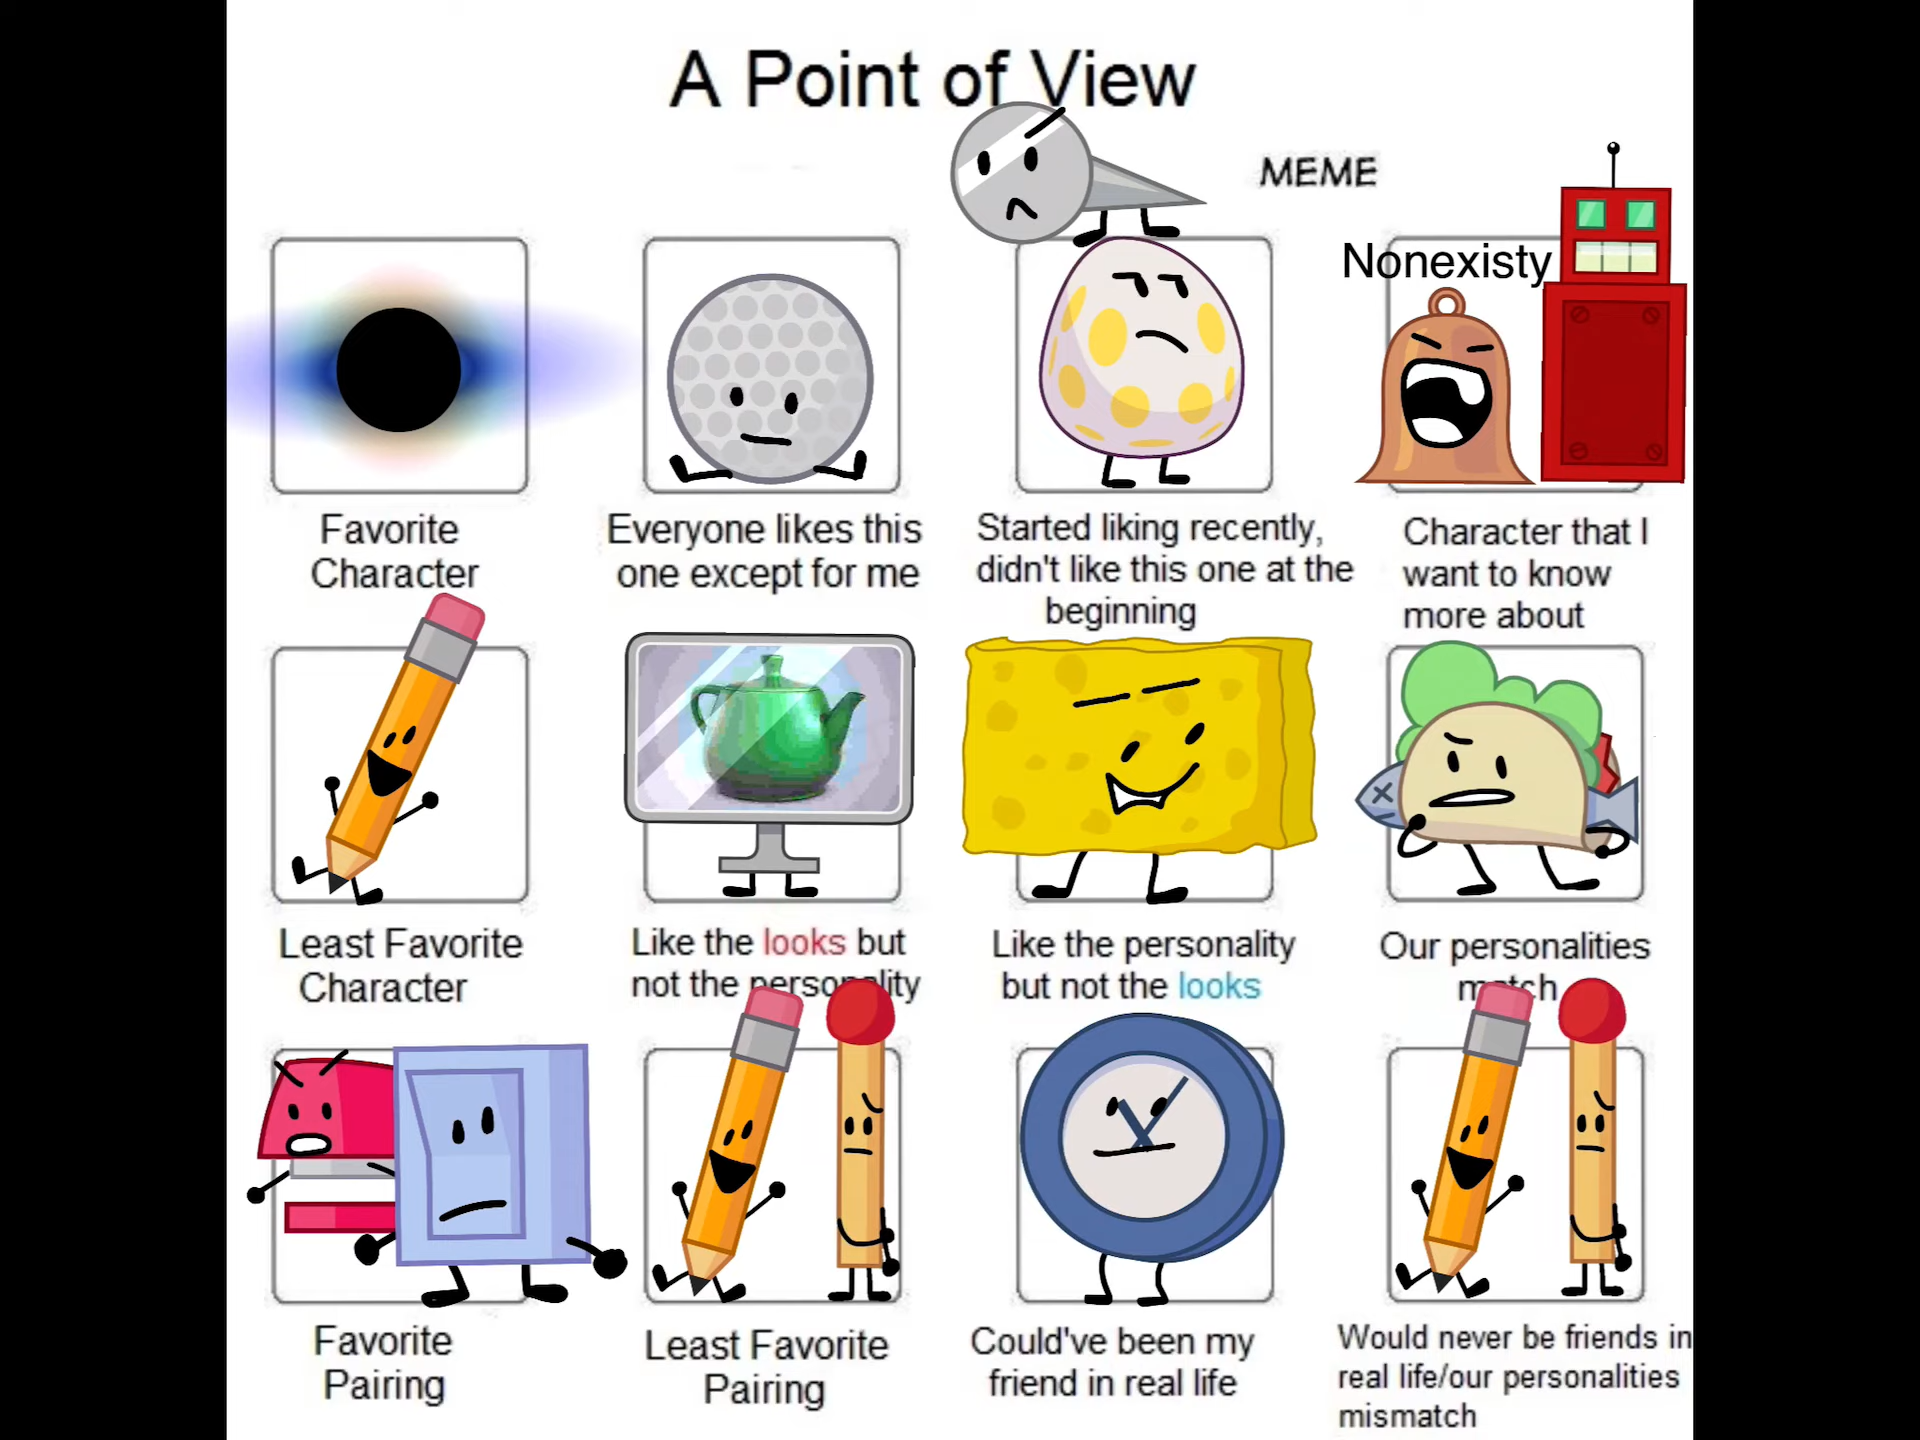 A Point of View
MEME
Nonexisty
Favorite
Character
Everyone likes this
one except for me
Started liking recently,
didn't like this one at the
beginning
Character that I
want to know
more about
Least Favorite
Character
Like the looks but
not the personality
Like the personality
but not the looks
Our personalities
match
Favorite
Pairing
Least Favorite
Pairing
Could've been my
friend in real life
Would never be friends in
real life/our personalities
mismatch